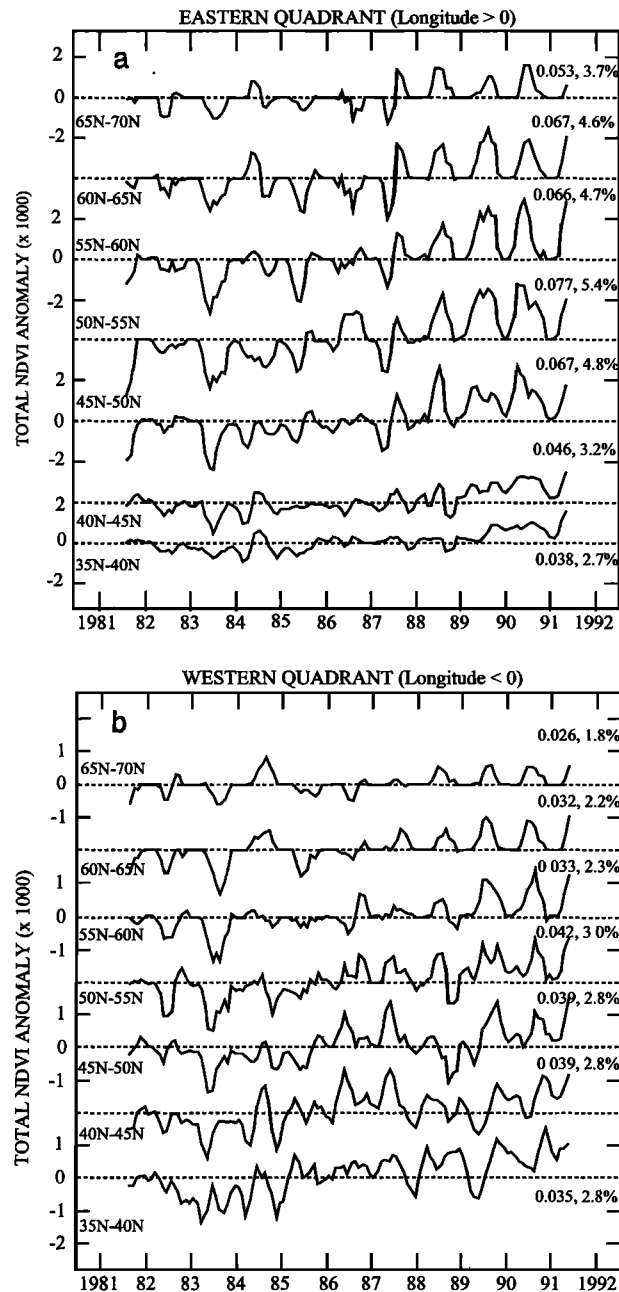 EASTERN QUADRANT (Longitude > 0)
a
TOTAL NDVI ANOMALY (x 1000)
2
0.053, 3.7%
0
65N-70N
-2
0.067, 4.6%
60N-65N
0.066, 4.7%
2
55N-60N
0
-2
0.077, 5.4%
50N-55N
0.067, 4.8%
2
45N-50N
0
-2
0.046, 3.2%
2
40N-45N
0
35N-40N
0.038, 2.7%
-2
1981 82 83 84 85 86 87 88 89 90 91 1992
WESTERN QUADRANT (Longitude < 0)
b
TOTAL NDVI ANOMALY (x 1000)
0.026, 1.8%
1
65N-70N
0
-1
0.032, 2.2%
60N-65N
0.033, 2.3%
1
55N-60N
0
-1
0.042, 3 0%
50N-55N
0.039, 2.8%
1
0
45N-50N
0.039, 2.8%
-1
40N-45N
1
0
0.035, 2.8%
-1
35N-40N
-2
1981 82 83 84 85 86 87 88 89 90 91 1992